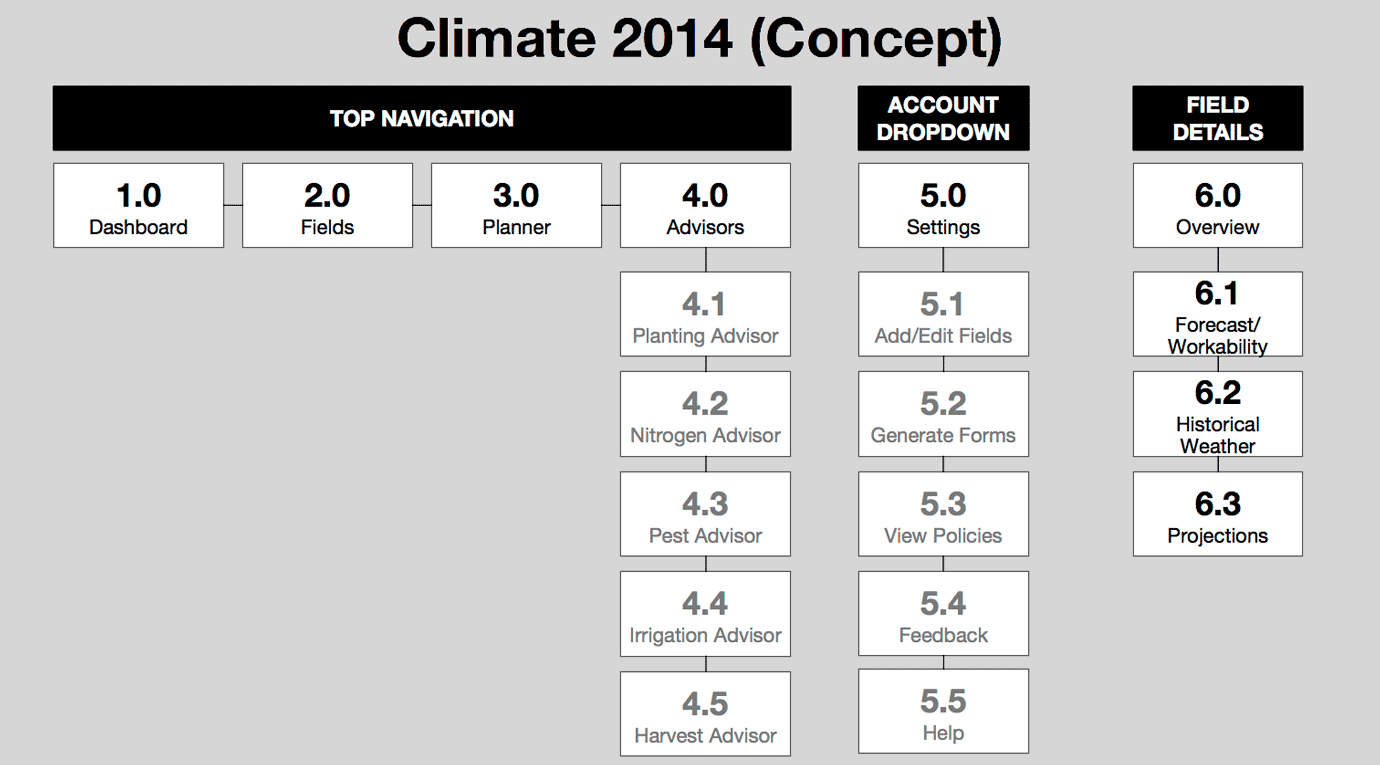 Climate 2014 (Concept)
TOP NAVIGATION
1.0
Dashboard
2.0
Fields
3.0
Planner
4.0
Advisors
4.1
Planting Advisor
4.2
Nitrogen Advisor
4.3
Pest Advisor
4.4
Irrigation Advisor
4.5
Harvest Advisor
ACCOUNT
DROPDOWN
5.0
Settings
5.1
Add/Edit Fields
5.2
Generate Forms
5.3
View Policies
5.4
Feedback
5.5
Help
FIELD
DETAILS
6.0
Overview
6.1
Forecast/
Workability
6.2
Historical
Weather
6.3
Projections